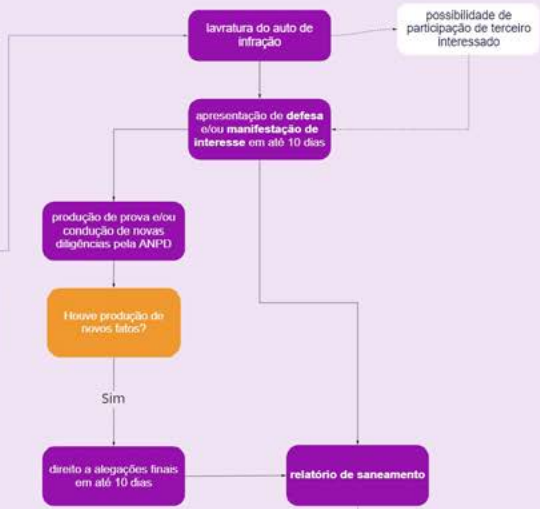 lavratura do auto de
infração
possibilidade de
participação de terceiro
interessado
apresentação de defesa
e/ou manifestação de
interesse em até 10 dias
produção de prova e/ou
condução de novas
diligências pela ANPD
Houve produção de
novos fatos?
Sim
direito a alegações finais
em até 10 dias
relatório de saneamento